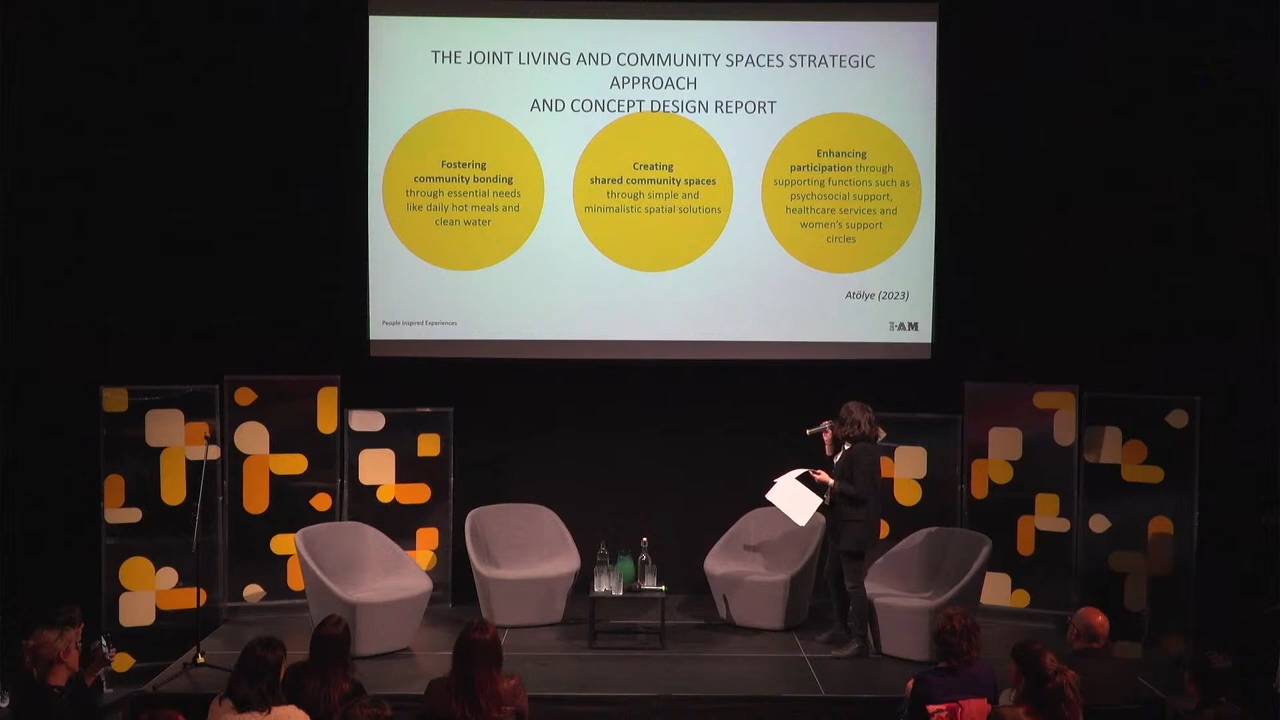 THE JOINT LIVING AND COMMUNITY SPACES STRATEGIC
APPROACH
AND CONCEPT DESIGN REPORT
Fostering
community bonding
through essential needs
like daily hot meals and
clean water
Creating
shared community spaces
through simple and
minimalistic spatial solutions
Enhancing
participation through
supporting functions such as
psychosocial support,
healthcare services and
women's support
circles
Atölye (2023)
People Inspired Experiences
I-AM